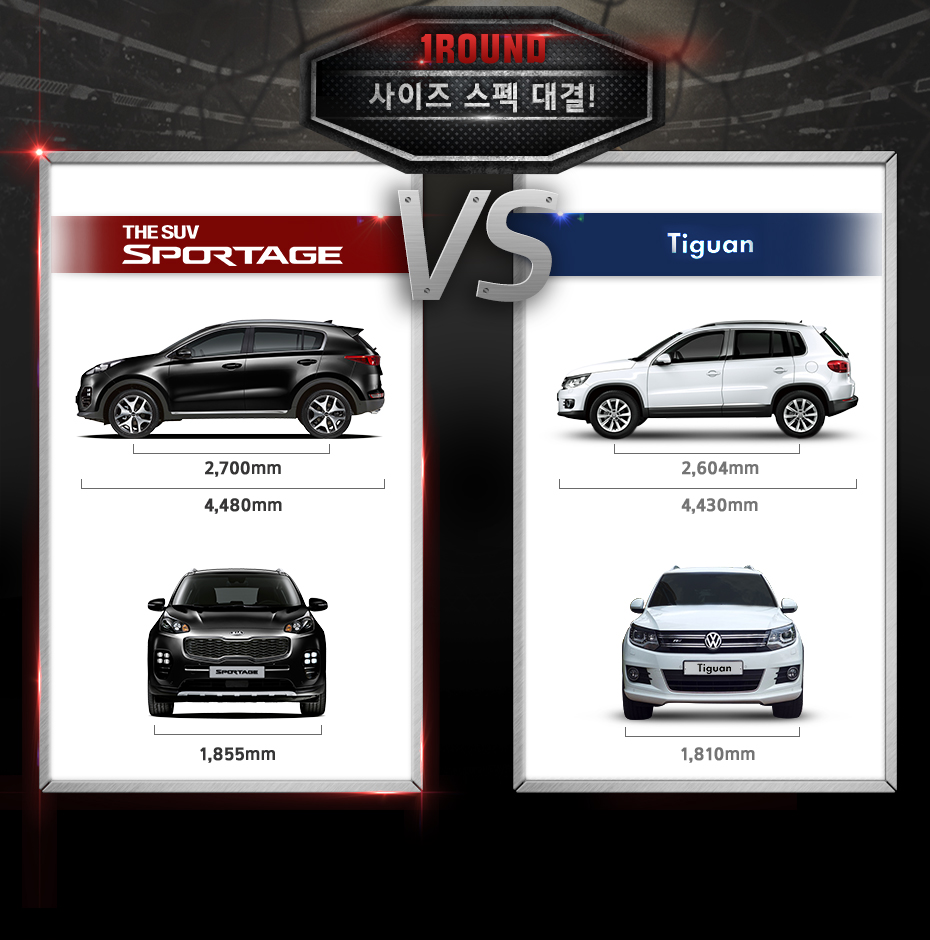 1ROUND
사이즈 스펙 대결!
VS
THE SUV
SPORTAGE
2,700mm
4,480mm
KIA
SPORTAGE
1,855mm
Tiguan
2,604mm
4,430mm
Tiguan
1,810mm